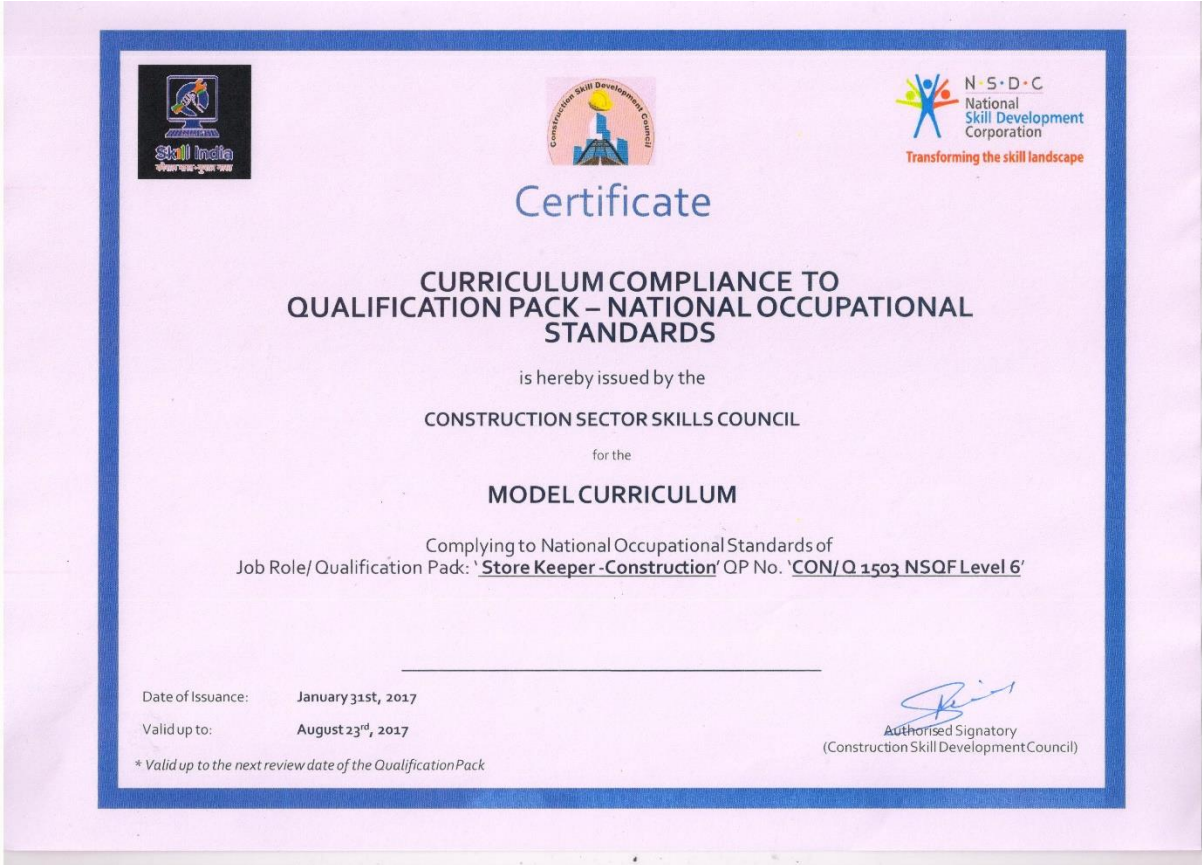 Skill India
कौशल भारत-कुशल भारत
Construction Skill Development Council
N·S·D·C
National
Skill Development
Corporation
Transforming the skill landscape
Certificate
CURRICULUM COMPLIANCE TO
QUALIFICATION PACK – NATIONAL OCCUPATIONAL
STANDARDS
is hereby issued by the
CONSTRUCTION SECTOR SKILLS COUNCIL
for the
MODEL CURRICULUM
Complying to National Occupational Standards of
Job Role/ Qualification Pack: ‘Store Keeper -Construction’ QP No. ‘CON/ Q 1503 NSQF Level 6’
Date of Issuance: January 31st, 2017
Valid up to: August 23rd, 2017
* Valid up to the next review date of the Qualification Pack
Authorised Signatory
(Construction Skill Development Council)